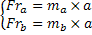 Fr_a = m_a × a
Fr_b = m_b × a